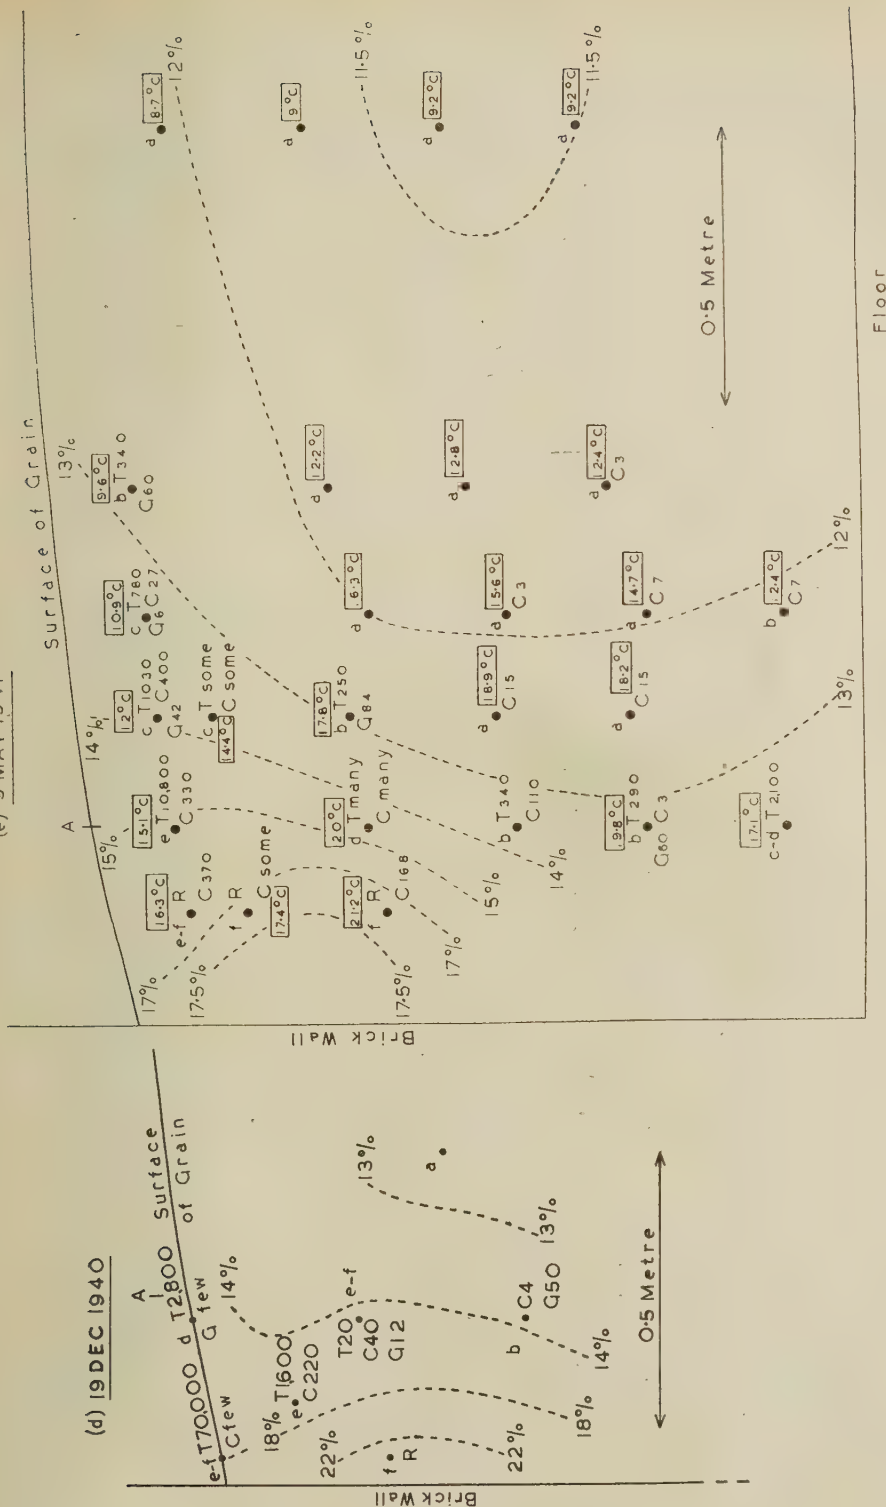 (d) 19 DEC 1940
A
Surface
of Grain
e-f T70,000 d T2,800
C few
G few
14%
18% T1,600
e C220
T20 e-f
C40
G12
13%
a
22%
f
R
22%
b
C4
G50
13%
14%
18%
0·5 Metre
Brick Wall
Surface of Grain
A
17%
15%
14%
13%
17·5%
16·3°C
e-f R
C370
15·1°C
e T10,800
C330
12°C
c T1030
C400
G42
10·9°C
c T780
G6 C27
9·6°C
b T340
G60
8·7°C
a
12%
f R
C some
17·4°C
c T some
C some
14·4°C
21·2°C
f R
C168
20°C
d T many
C many
17·8°C
b T250
G84
a
12·2°C
a
9°C
a
11·5%
17·5%
17%
15%
14%
b T340
C110
18·9°C
a
C15
15·6°C
a
C3
12·8°C
a
9·2°C
a
b T290
G60 C3
18·2°C
a
C15
14·7°C
a
C7
12·4°C
a
C3
9·2°C
a
11·5%
17·1°C
c-d T2,100
b
C7
13%
12%
0·5 Metre
Brick Wall
Floor